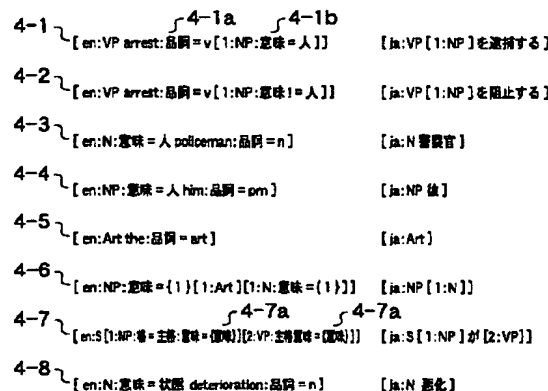 4-1a 4-1b
4-1 [en:VP arrest:品詞=v[1:NP:意味=人]] [ja:VP[1:NP]を逮捕する]
4-2 [en:VP arrest:品詞=v[1:NP:意味!=人]] [ja:VP[1:NP]を阻止する]
4-3 [en:N:意味=人 policeman:品詞=n] [ja:N 警察官]
4-4 [en:NP:意味=人 him:品詞=prn] [ja:NP 彼]
4-5 [en:Art the:品詞=art] [ja:Art]
4-6 [en:NP:意味={1}[1:Art][1:N:意味={1}]] [ja:NP[1:N]]
4-7a 4-7a
4-7 [en:S[1:NP:格=主格:意味={意味}][2:VP:主格意味={意味}]] [ja:S[1:NP]が[2:VP]]
4-8 [en:N:意味=状態 deterioration:品詞=n] [ja:N 悪化]